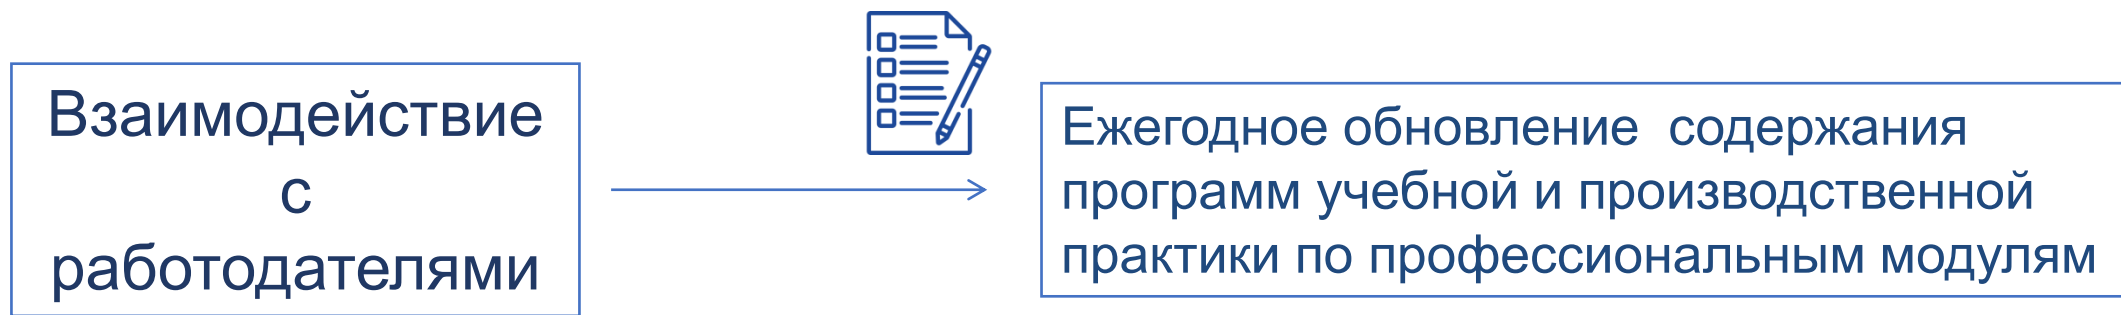 Взаимодействие
с
работодателями
Ежегодное обновление  содержания
программ учебной и производственной
практики по профессиональным модулям